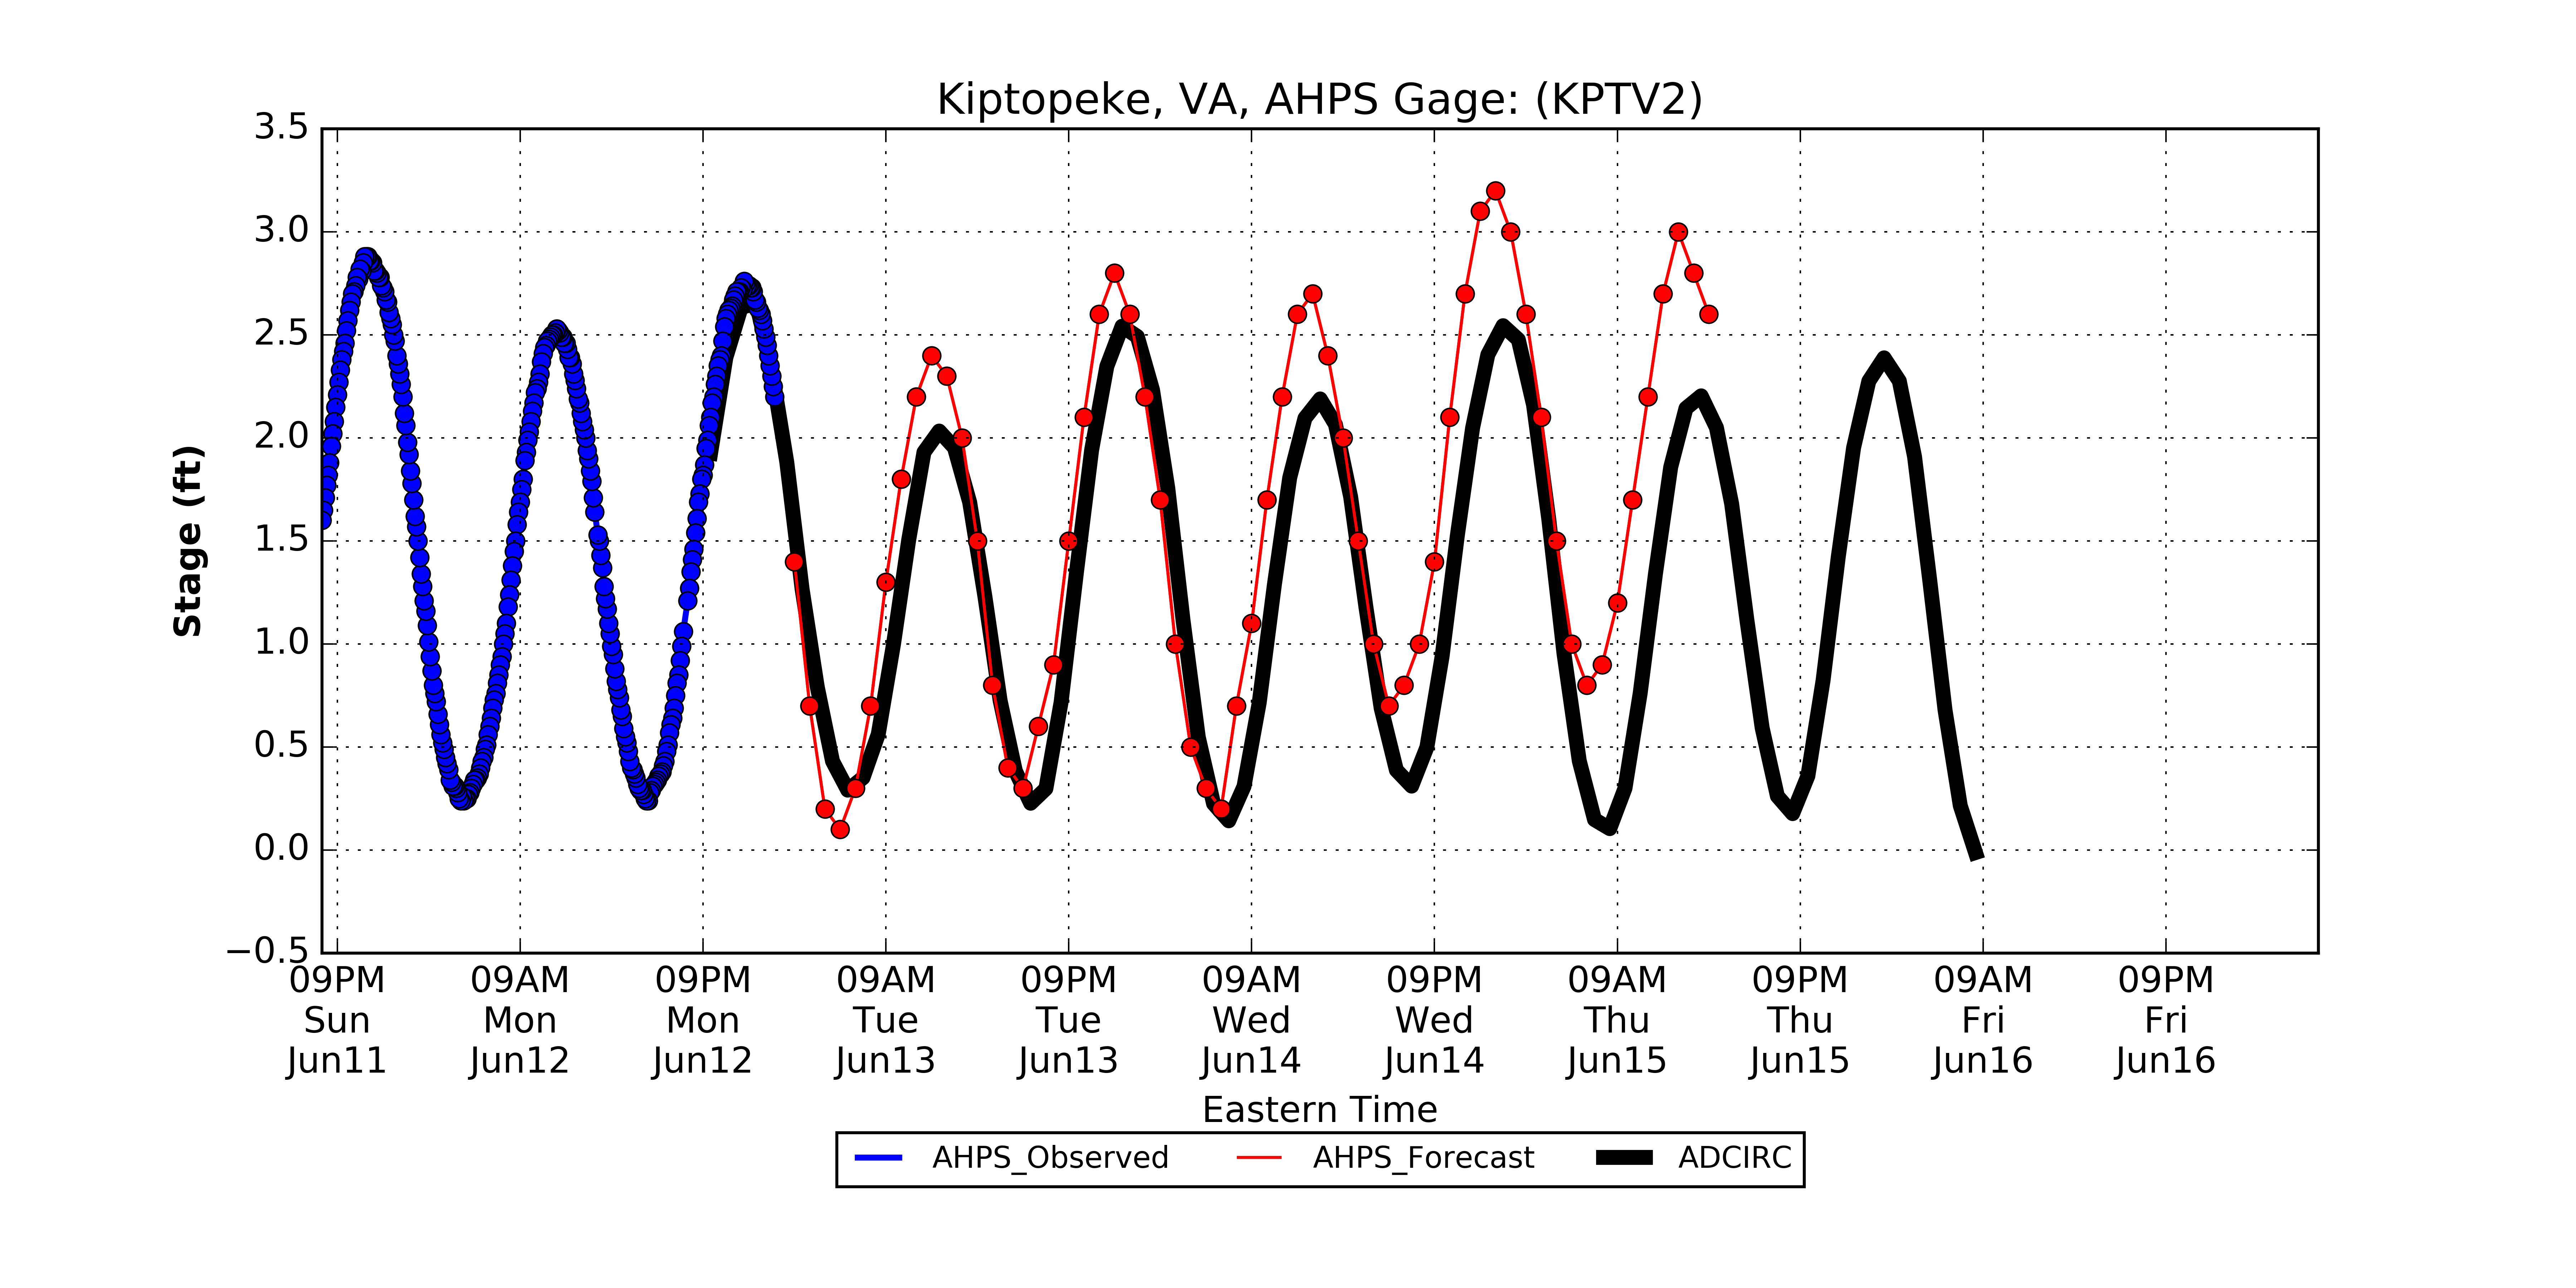 Kiptopeke, VA, AHPS Gage: (KPTV2)
3.5
3.0
2.5
2.0
1.5
1.0
0.5
0.0
−0.5
Stage (ft)
09PM 09AM 09PM 09AM 09PM 09AM 09PM 09AM 09PM 09AM 09PM
Sun Mon Mon Tue Tue Wed Wed Thu Thu Fri Fri
Jun11 Jun12 Jun12 Jun13 Jun13 Jun14 Jun14 Jun15 Jun15 Jun16 Jun16
Eastern Time
AHPS_Observed AHPS_Forecast ADCIRC